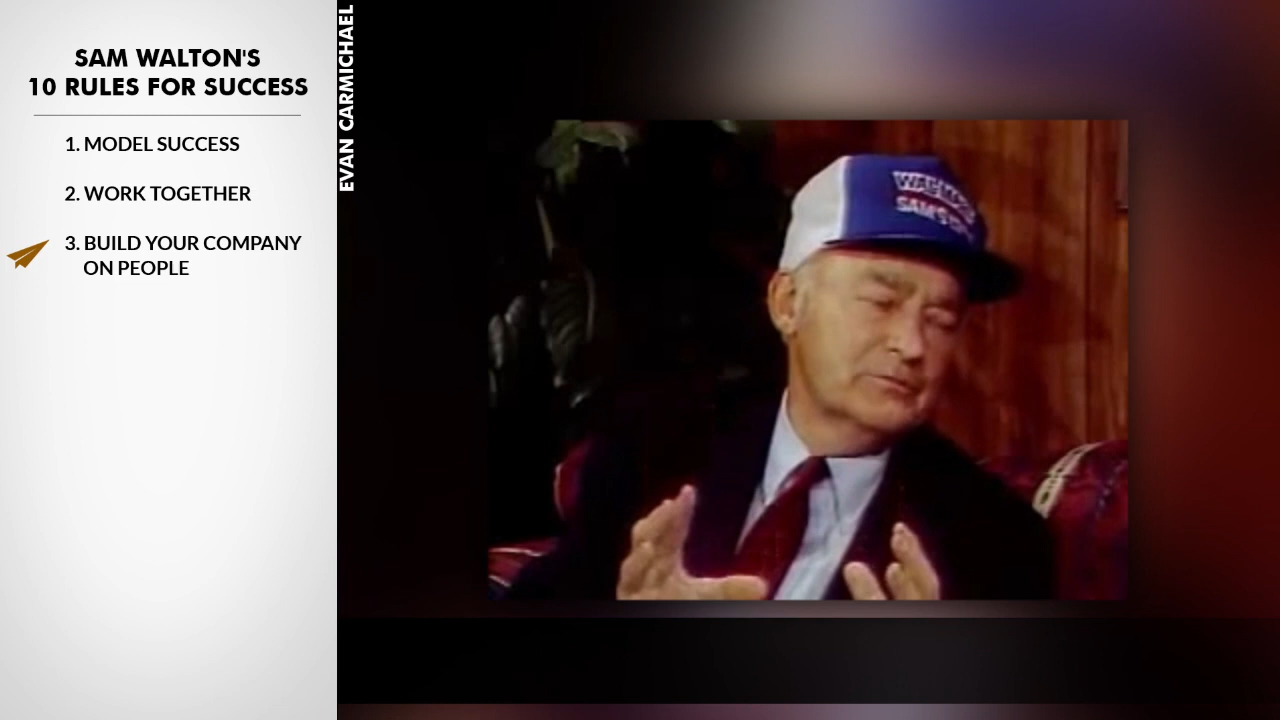 SAM WALTON'S
10 RULES FOR SUCCESS
1. MODEL SUCCESS
2. WORK TOGETHER
3. BUILD YOUR COMPANY
ON PEOPLE
EVAN CARMICHAEL
SAM'S